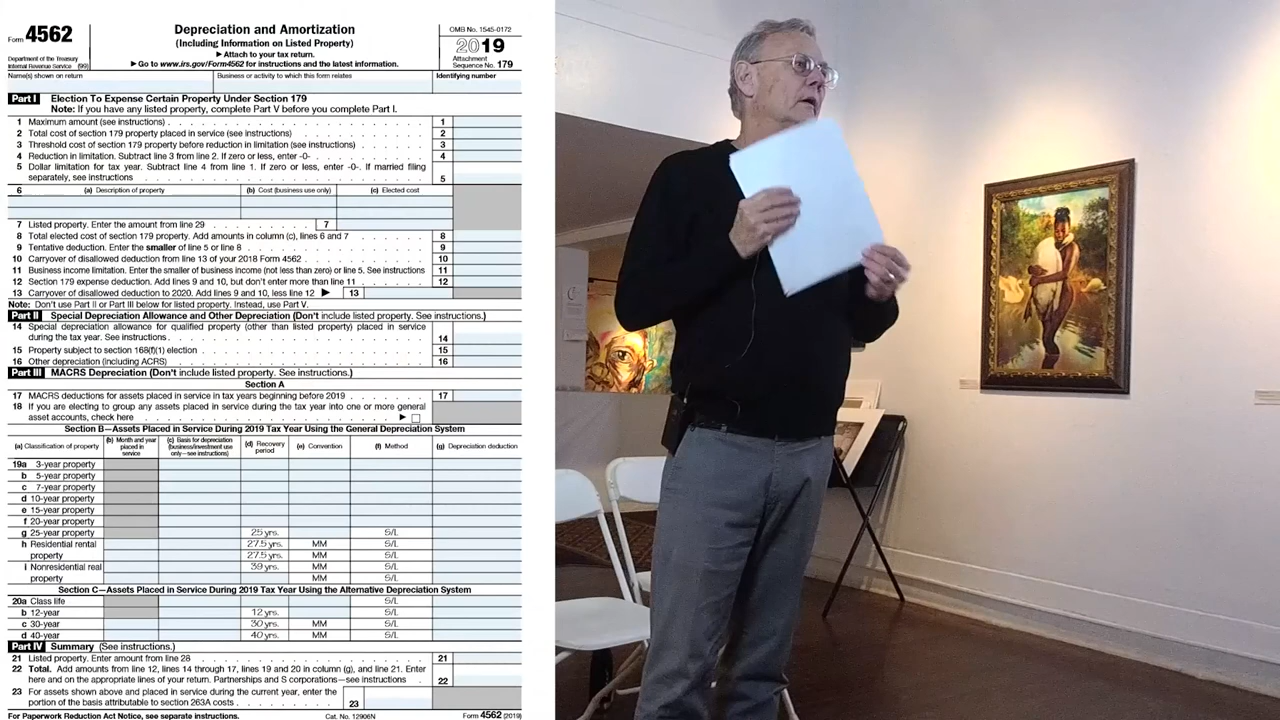 Form 4562
Department of the Treasury
Internal Revenue Service (99)
Depreciation and Amortization
(Including Information on Listed Property)
▶ Attach to your tax return.
▶ Go to www.irs.gov/Form4562 for instructions and the latest information.
OMB No. 1545-0172
2019
Attachment
Sequence No. 179
Name(s) shown on return
Business or activity to which this form relates
Identifying number
Part I Election To Expense Certain Property Under Section 179
Note: If you have any listed property, complete Part V before you complete Part I.
1 Maximum amount (see instructions) 1
2 Total cost of section 179 property placed in service (see instructions) 2
3 Threshold cost of section 179 property before reduction in limitation (see instructions) 3
4 Reduction in limitation. Subtract line 3 from line 2. If zero or less, enter -0- 4
5 Dollar limitation for tax year. Subtract line 4 from line 1. If zero or less, enter -0-. If married filing
separately, see instructions 5
6 (a) Description of property (b) Cost (business use only) (c) Elected cost
7 Listed property. Enter the amount from line 29 7
8 Total elected cost of section 179 property. Add amounts in column (c), lines 6 and 7 8
9 Tentative deduction. Enter the smaller of line 5 or line 8 9
10 Carryover of disallowed deduction from line 13 of your 2018 Form 4562 10
11 Business income limitation. Enter the smaller of business income (not less than zero) or line 5. See instructions 11
12 Section 179 expense deduction. Add lines 9 and 10, but don't enter more than line 11 12
13 Carryover of disallowed deduction to 2020. Add lines 9 and 10, less line 12 ▶ 13
Note: Don't use Part II or Part III below for listed property. Instead, use Part V.
Part II Special Depreciation Allowance and Other Depreciation (Don't include listed property. See instructions.)
14 Special depreciation allowance for qualified property (other than listed property) placed in service
during the tax year. See instructions 14
15 Property subject to section 168(f)(1) election 15
16 Other depreciation (including ACRS) 16
Part III MACRS Depreciation (Don't include listed property. See instructions.)
Section A
17 MACRS deductions for assets placed in service in tax years beginning before 2019 17
18 If you are electing to group any assets placed in service during the tax year into one or more general
asset accounts, check here ▶
Section B—Assets Placed in Service During 2019 Tax Year Using the General Depreciation System
(a) Classification of property
(b) Month and year placed in service
(c) Basis for depreciation (business/investment use only—see instructions)
(d) Recovery period
(e) Convention
(f) Method
(g) Depreciation deduction
19a 3-year property
b 5-year property
c 7-year property
d 10-year property
e 15-year property
f 20-year property
g 25-year property 25 yrs. S/L
h Residential rental 27.5 yrs. MM S/L
property 27.5 yrs. MM S/L
i Nonresidential real 39 yrs. MM S/L
property MM S/L
Section C—Assets Placed in Service During 2019 Tax Year Using the Alternative Depreciation System
20a Class life S/L
b 12-year 12 yrs. S/L
c 30-year 30 yrs. MM S/L
d 40-year 40 yrs. MM S/L
Part IV Summary (See instructions.)
21 Listed property. Enter amount from line 28 21
22 Total. Add amounts from line 12, lines 14 through 17, lines 19 and 20 in column (g), and line 21. Enter
here and on the appropriate lines of your return. Partnerships and S corporations—see instructions 22
23 For assets shown above and placed in service during the current year, enter the
portion of the basis attributable to section 263A costs 23
For Paperwork Reduction Act Notice, see separate instructions.
Cat. No. 12906N
Form 4562 (2019)